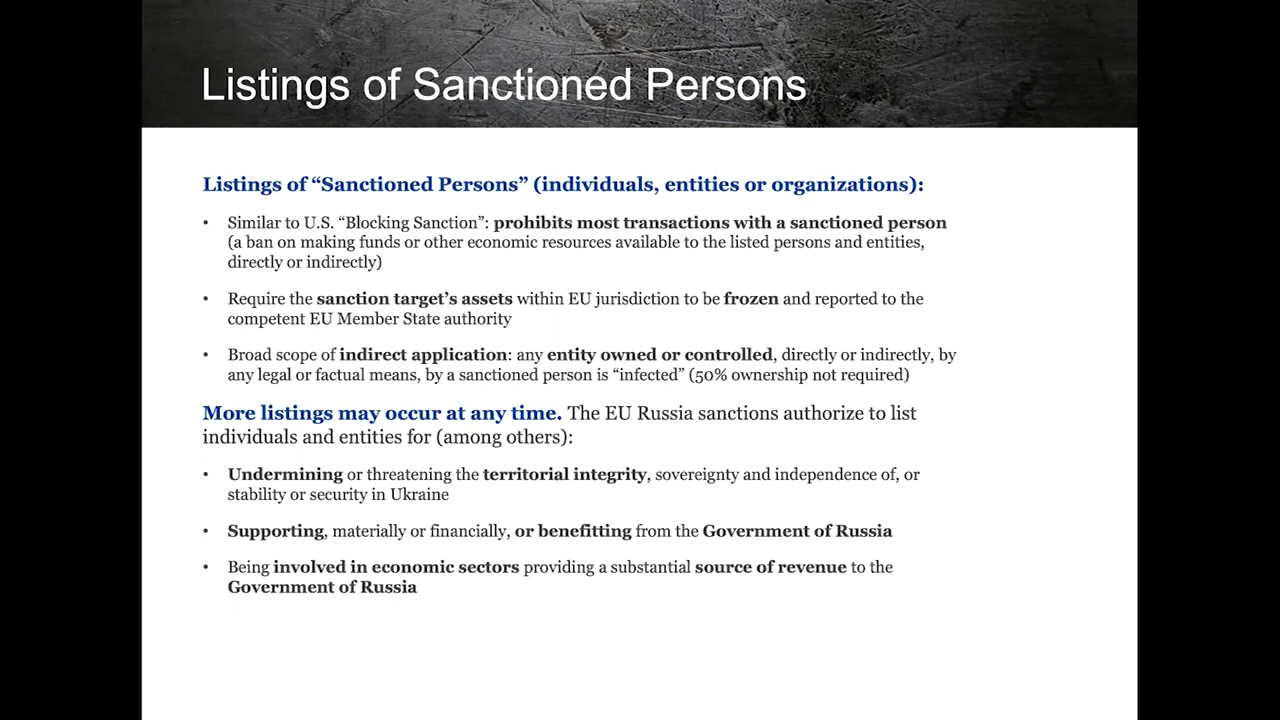 Listings of Sanctioned Persons
Listings of “Sanctioned Persons” (individuals, entities or organizations):
• Similar to U.S. “Blocking Sanction”: prohibits most transactions with a sanctioned person
(a ban on making funds or other economic resources available to the listed persons and entities,
directly or indirectly)
• Require the sanction target’s assets within EU jurisdiction to be frozen and reported to the
competent EU Member State authority
• Broad scope of indirect application: any entity owned or controlled, directly or indirectly, by
any legal or factual means, by a sanctioned person is “infected” (50% ownership not required)
More listings may occur at any time. The EU Russia sanctions authorize to list
individuals and entities for (among others):
• Undermining or threatening the territorial integrity, sovereignty and independence of, or
stability or security in Ukraine
• Supporting, materially or financially, or benefitting from the Government of Russia
• Being involved in economic sectors providing a substantial source of revenue to the
Government of Russia